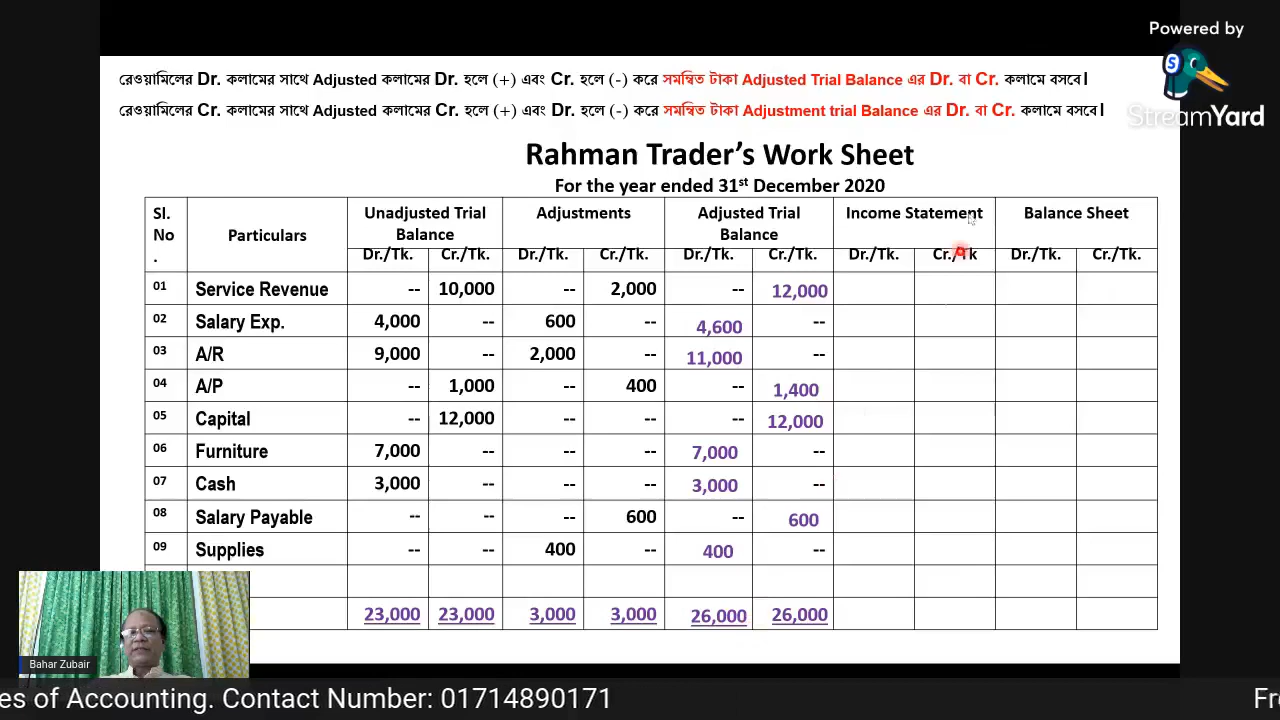 Powered by
StreamYard
রেওয়ামিলের Dr. কলামের সাথে Adjusted কলামের Dr. হলে (+) এবং Cr. হলে (-) করে সমন্বিত টাকা Adjusted Trial Balance এর Dr. বা Cr. কলামে বসবে।
রেওয়ামিলের Cr. কলামের সাথে Adjusted কলামের Cr. হলে (+) এবং Dr. হলে (-) করে সমন্বিত টাকা Adjustment trial Balance এর Dr. বা Cr. কলামে বসবে।
Rahman Trader’s Work Sheet
For the year ended 31st December 2020
Sl. No . Particulars Unadjusted Trial Balance Adjustments Adjusted Trial Balance Income Statement Balance Sheet
Dr./Tk. Cr./Tk. Dr./Tk. Cr./Tk. Dr./Tk. Cr./Tk. Dr./Tk. Cr./Tk Dr./Tk. Cr./Tk.
01 Service Revenue -- 10,000 -- 2,000 -- 12,000
02 Salary Exp. 4,000 -- 600 -- 4,600 --
03 A/R 9,000 -- 2,000 -- 11,000 --
04 A/P -- 1,000 -- 400 -- 1,400
05 Capital -- 12,000 -- -- -- 12,000
06 Furniture 7,000 -- -- -- 7,000 --
07 Cash 3,000 -- -- -- 3,000 --
08 Salary Payable -- -- -- 600 -- 600
09 Supplies -- -- 400 -- 400 --
23,000 23,000 3,000 3,000 26,000 26,000
Bahar Zubair
es of Accounting. Contact Number: 01714890171 Fr